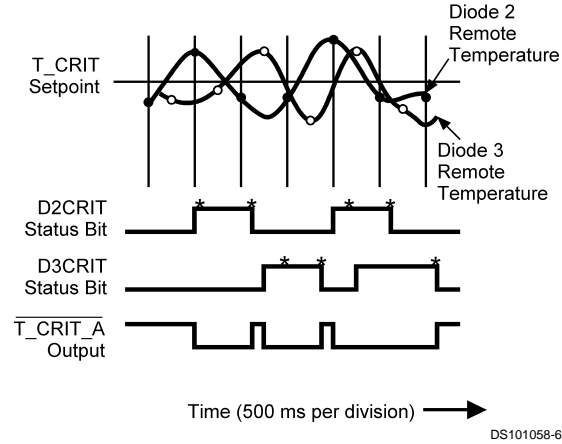 Diode 2
Remote
Temperature
T_CRIT
Setpoint
Diode 3
Remote
Temperature
D2CRIT
Status Bit
* * * *
D3CRIT
Status Bit
* * *
T_CRIT_A
Output
Time (500 ms per division)
DS101058-6